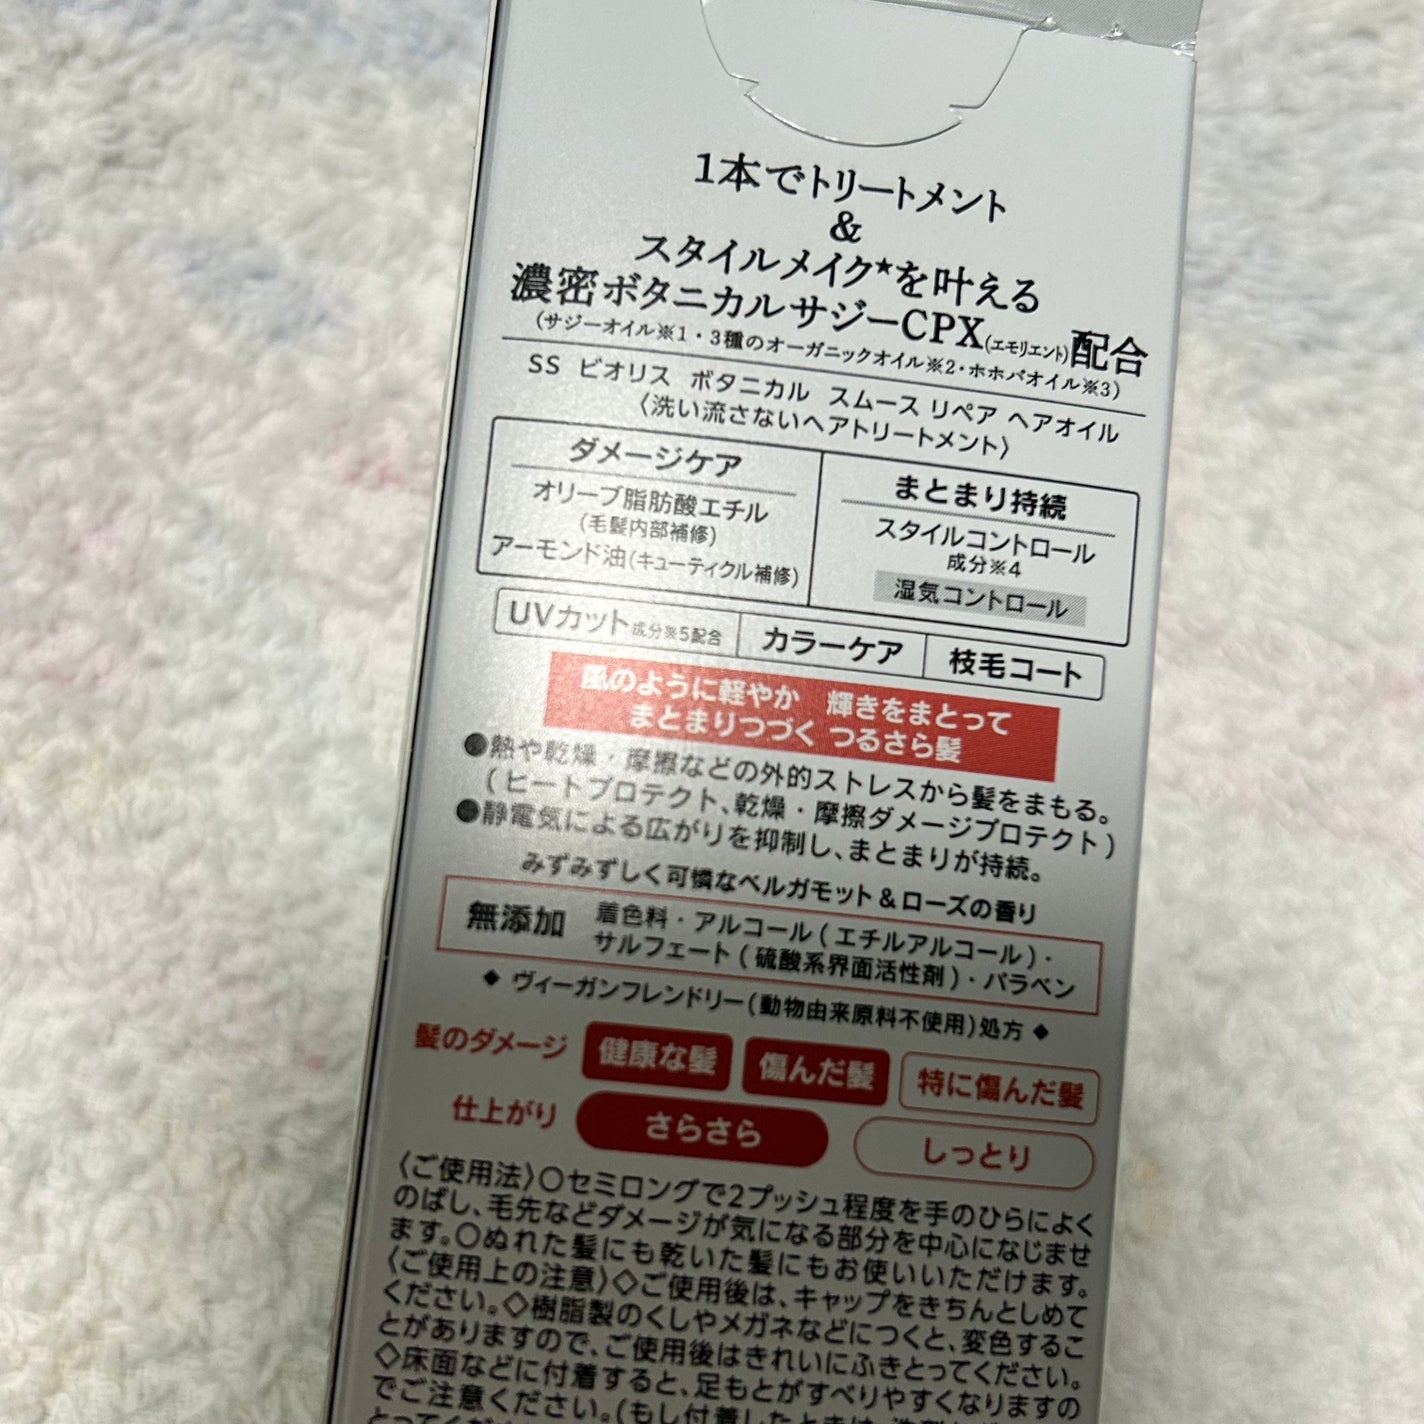 1本でトリートメント
&
スタイルメイク★を叶える
濃密ボタニカルサジーCPX(エモリエント)配合
(サジーオイル※1・3種のオーガニックオイル※2・ホホバオイル※3)
SS ビオリス ボタニカル スムース リペア ヘアオイル
〈洗い流さないヘアトリートメント〉
ダメージケア
オリーブ脂肪酸エチル
(毛髪内部補修)
アーモンド油(キューティクル補修)
まとまり持続
スタイルコントロール
成分※4
湿気コントロール
UVカット成分※5配合 カラーケア 枝毛コート
風のように軽やか 輝きをまとって
まとまりつづく つるさら髪
●熱や乾燥・摩擦などの外的ストレスから髪をまもる。
(ヒートプロテクト、乾燥・摩擦ダメージプロテクト)
●静電気による広がりを抑制し、まとまりが持続。
みずみずしく可憐なベルガモット&ローズの香り
無添加 着色料・アルコール(エチルアルコール)・
サルフェート(硫酸系界面活性剤)・パラベン
◆ ヴィーガンフレンドリー(動物由来原料不使用)処方 ◆
髪のダメージ 健康な髪 傷んだ髪 特に傷んだ髪
仕上がり さらさら しっとり
〈ご使用法〉○セミロングで2プッシュ程度を手のひらによく
のばし、毛先などダメージが気になる部分を中心になじませ
ます。○ぬれた髪にも乾いた髪にもお使いいただけます。
〈ご使用上の注意〉◇ご使用後は、キャップをきちんとしめて
ください。◇樹脂製のくしやメガネなどにつくと、変色するこ
とがありますので、ご使用後はきれいにふきとってください。
◇床面などに付着すると、足もとがすべりやすくなりますの
でご注意ください。(もし付着したときは、